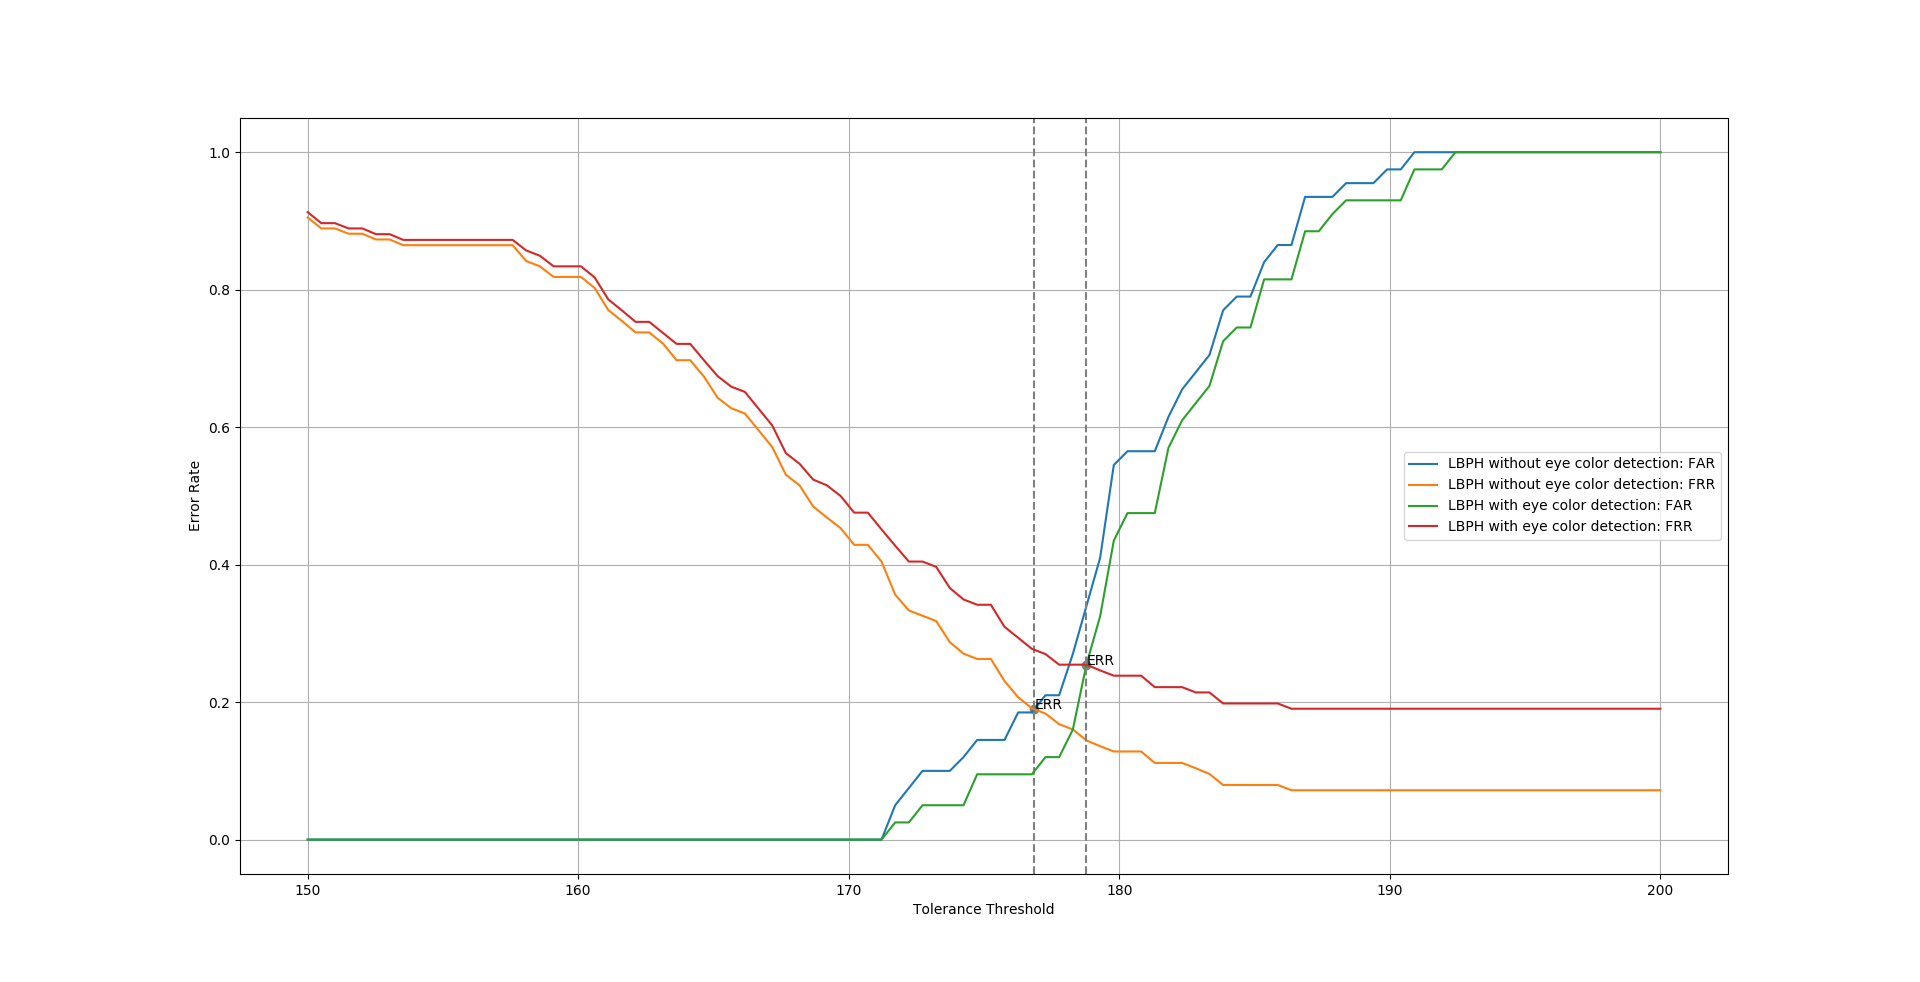 1.0
0.8
0.6
0.4
0.2
0.0
Error Rate
150
160
170
180
190
200
Tolerance Threshold
ERR
ERR
LBPH without eye color detection: FAR
LBPH without eye color detection: FRR
LBPH with eye color detection: FAR
LBPH with eye color detection: FRR